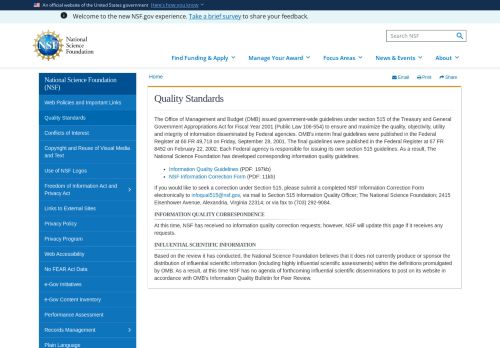 An official website of the United States government Here's how you know
Welcome to the new NSF.gov experience. Take a brief survey to share your feedback.
NSF
National
Science
Foundation
Search NSF
Find Funding & Apply
Manage Your Award
Focus Areas
News & Events
About
National Science Foundation
(NSF)
Web Policies and Important Links
Quality Standards
Conflicts of Interest
Copyright and Reuse of Visual Media
and Text
Use of NSF Logos
Freedom of Information Act and
Privacy Act
Links to External Sites
Privacy Policy
Privacy Program
Web Accessibility
No FEAR Act Data
e-Gov Initiatives
e-Gov Content Inventory
Performance Assessment
Records Management
Plain Language
Home
Email
Print
Share
Quality Standards
The Office of Management and Budget (OMB) issued government-wide guidelines under section 515 of the Treasury and General
Government Appropriations Act for Fiscal Year 2001 (Public Law 106-554) to ensure and maximize the quality, objectivity, utility
and integrity of information disseminated by Federal agencies. OMB's interim final guidelines were published in the Federal
Register at 66 FR 49,718 on Friday, September 28, 2001. The final guidelines were published in the Federal Register at 67 FR
8452 on February 22, 2002. Each Federal agency is responsible for issuing its own section 515 guidelines. As a result, The
National Science Foundation has developed corresponding information quality guidelines.
• Information Quality Guidelines (PDF: 197kb)
• NSF Information Correction Form (PDF: 11kb)
If you would like to seek a correction under Section 515, please submit a completed NSF Information Correction Form
electronically to infoqual515@nsf.gov, via mail to Section 515 Information Quality Officer; The National Science Foundation; 2415
Eisenhower Avenue, Alexandria, Virginia 22314; or via fax to (703) 292-9084.
INFORMATION QUALITY CORRESPONDENCE
At this time, NSF has received no information quality correction requests; however, NSF will update this page if it receives any
requests.
INFLUENTIAL SCIENTIFIC INFORMATION
Based on the review it has conducted, the National Science Foundation believes that it does not currently produce or sponsor the
distribution of influential scientific information (including highly influential scientific assessments) within the definitions promulgated
by OMB. As a result, at this time NSF has no agenda of forthcoming influential scientific disseminations to post on its website in
accordance with OMB's Information Quality Bulletin for Peer Review.